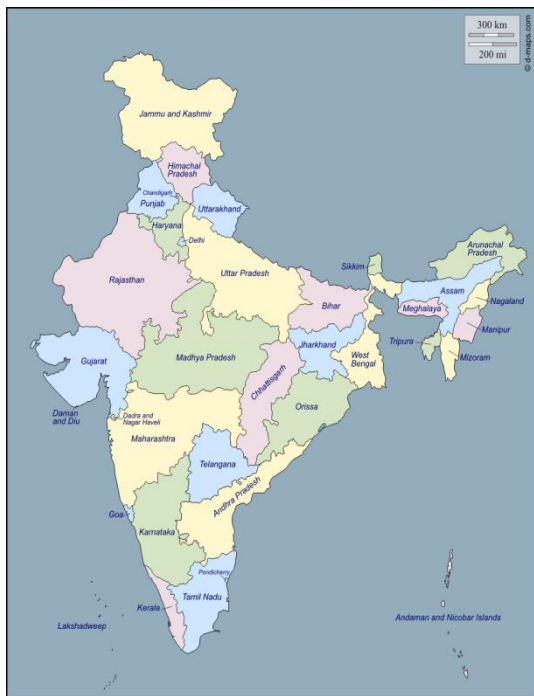 300 km
200 mi
© d-maps.com
Jammu and Kashmir
Himachal
Pradesh
Chandigarh
Punjab
Uttarakhand
Haryana
Delhi
Arunachal
Pradesh
Sikkim
Rajasthan
Uttar Pradesh
Assam
Nagaland
Bihar
Meghalaya
Manipur
Tripura
Mizoram
Jharkhand
West
Bengal
Gujarat
Madhya Pradesh
Chhattisgarh
Orissa
Daman
and Diu
Dadra and
Nagar Haveli
Maharashtra
Telangana
Andhra Pradesh
Goa
Karnataka
Pondicherry
Tamil Nadu
Kerala
Lakshadweep
Andaman and Nicobar Islands